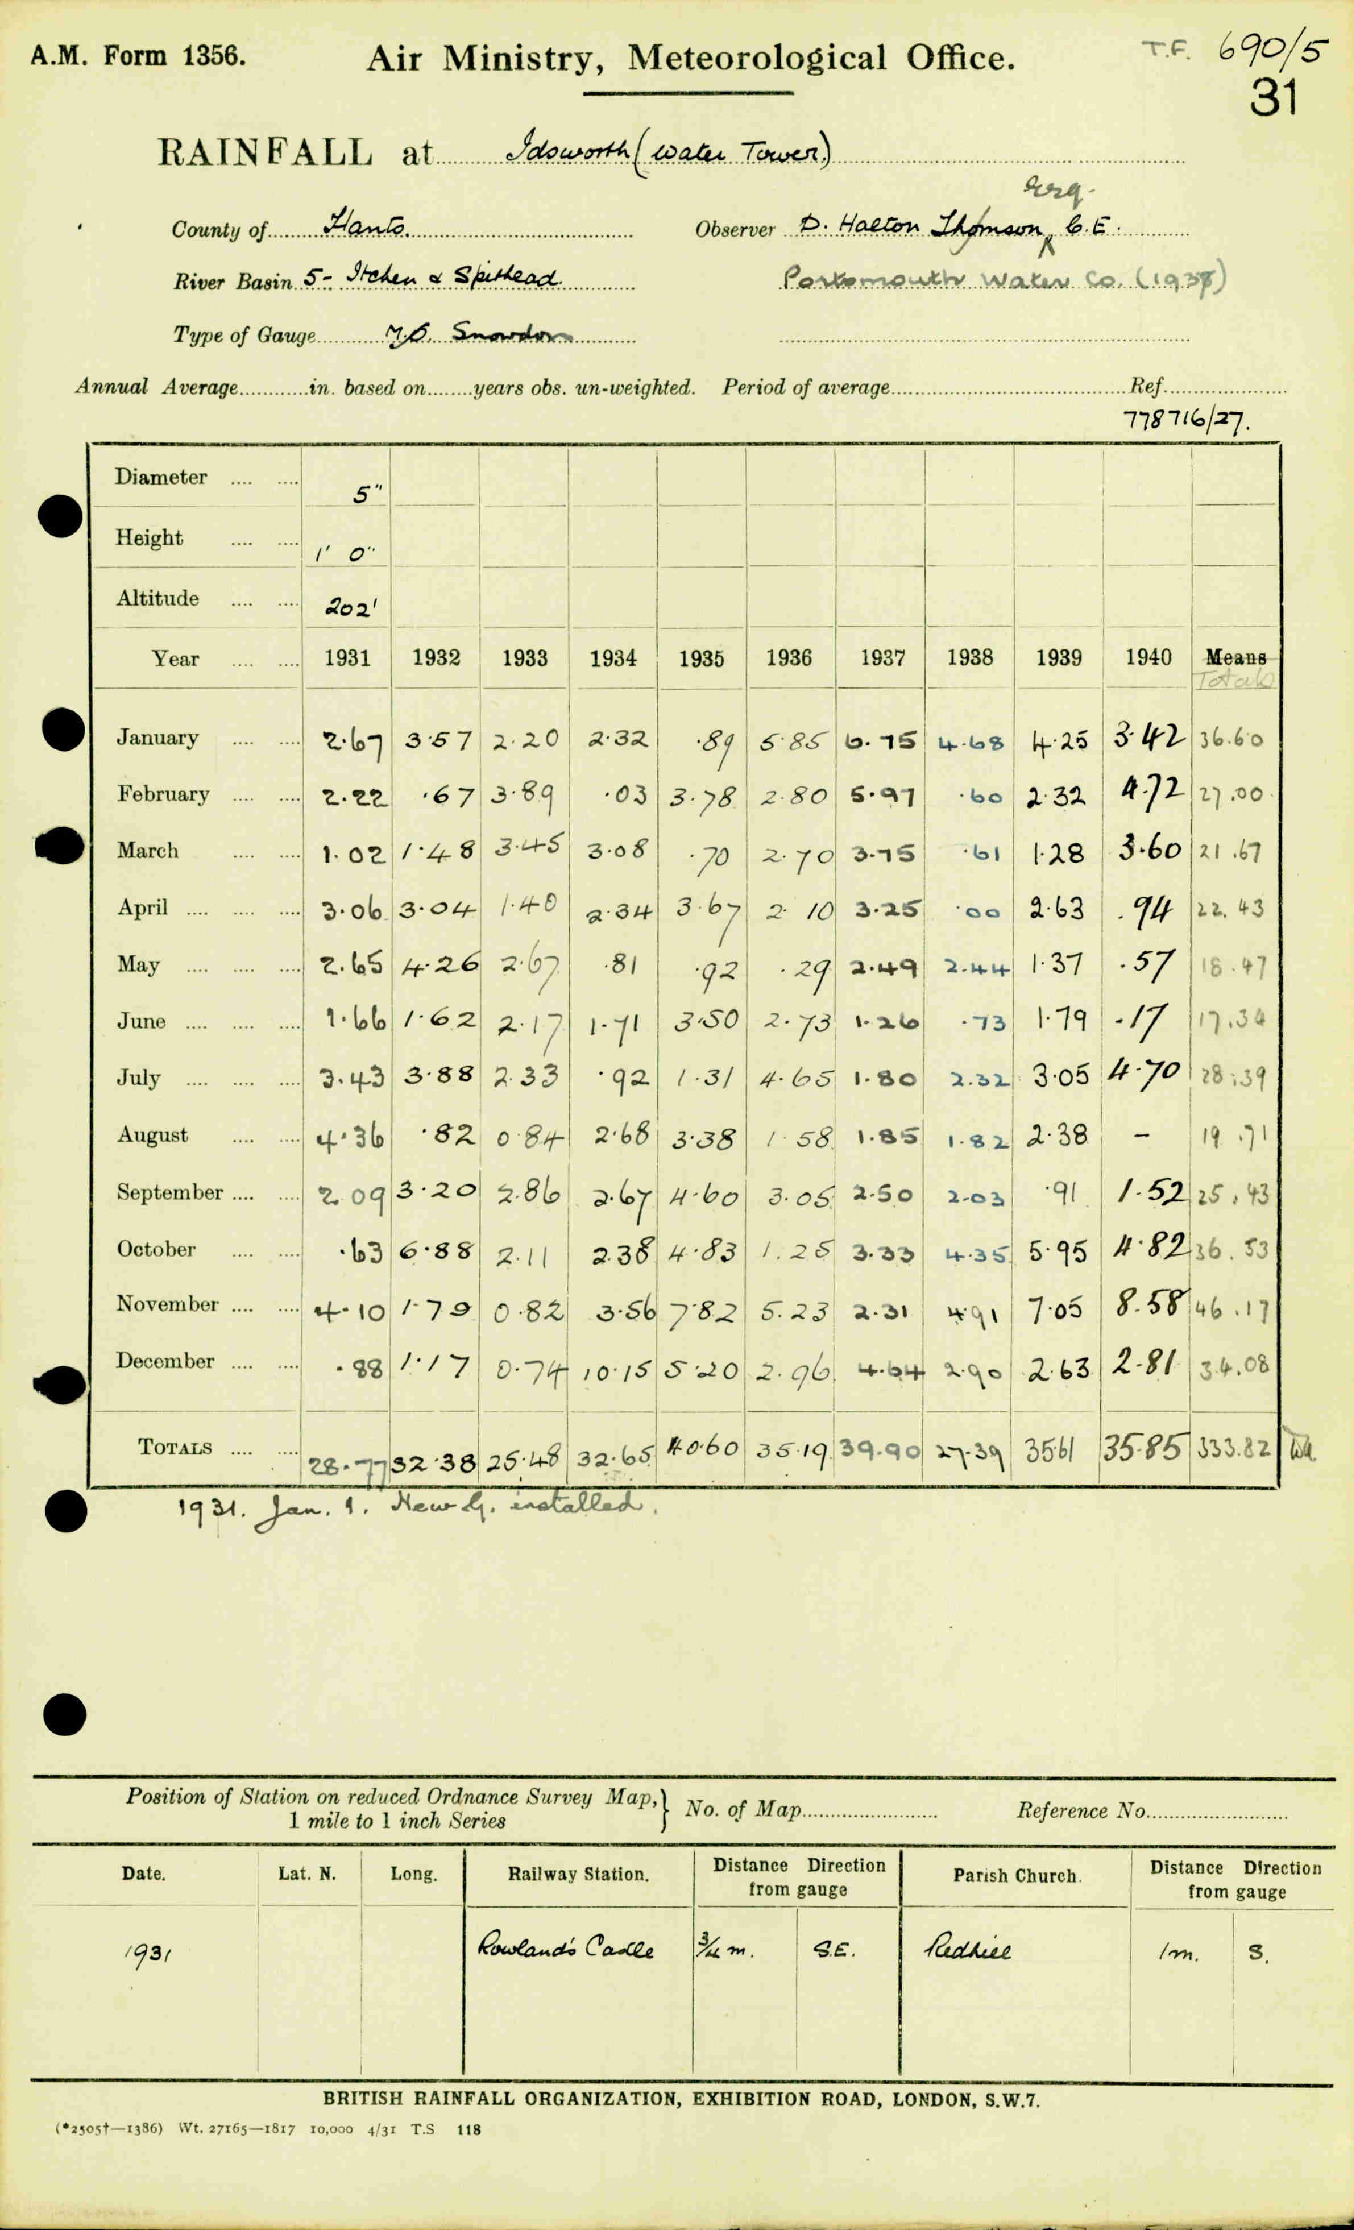 A.M. Form 1356.
Air Ministry, Meteorological Office.
T.F. 690/5
31
RAINFALL at Idsworth (Water Tower)
Esq.
County of Hants.
Observer D. Halton Thomson, C.E.
River Basin 5- Itchen & Spithead
Portsmouth Water Co. (1937)
Type of Gauge M.O. Snowdon
Annual Average............in. based on........years obs. un-weighted. Period of average.......... Ref..........
778716/27.
Diameter .... .... 5"
Height .... .... 1' 0"
Altitude .... .... 202'
Year .... .... 1931 1932 1933 1934 1935 1936 1937 1938 1939 1940 Means
Totals
January .... .... 2.67 3.57 2.20 2.32 .89 5.85 6.75 4.68 4.25 3.42 36.60
February .... .... 2.22 .67 3.89 .03 3.78 2.80 5.97 .60 2.32 4.72 27.00
March .... .... 1.02 1.48 3.45 3.08 .70 2.70 3.75 .61 1.28 3.60 21.67
April .... .... .... 3.06 3.04 1.40 2.34 3.67 2.10 3.25 .00 2.63 .94 22.43
May .... .... .... 2.65 4.26 2.67 .81 .92 .29 2.49 2.44 1.37 .57 18.47
June .... .... .... 1.66 1.62 2.17 1.71 3.50 2.73 1.26 .73 1.79 .17 17.34
July .... .... .... 3.43 3.88 2.33 .92 1.31 4.65 1.80 2.32 3.05 4.70 28.39
August .... .... 4.36 .82 0.84 2.68 3.38 1.58 1.85 1.82 2.38 - 19.71
September .... .... 2.09 3.20 2.86 2.67 4.60 3.05 2.50 2.03 .91 1.52 25.43
October .... .... .63 6.88 2.11 2.38 4.83 1.25 3.33 4.35 5.95 4.82 36.53
November .... .... 4.10 1.79 0.82 3.56 7.82 5.23 2.31 4.91 7.05 8.58 46.17
December .... .... .88 1.17 0.74 10.15 5.20 2.96 4.64 2.90 2.63 2.81 34.08
TOTALS .... .... 28.77 32.38 25.48 32.65 40.60 35.19 39.90 27.39 35.61 35.85 333.82
1931. Jan. 1. New G. installed.
Position of Station on reduced Ordnance Survey Map, 1 mile to 1 inch Series } No. of Map.......... Reference No..........
Date. Lat. N. Long. Railway Station. Distance Direction from gauge Parish Church. Distance Direction from gauge
1931 Rowland's Castle 3/4 m. S.E. Redhill 1m. S.
BRITISH RAINFALL ORGANIZATION, EXHIBITION ROAD, LONDON, S.W.7.
(*2505†—1386) Wt. 27165—1817 10,000 4/31 T.S 118